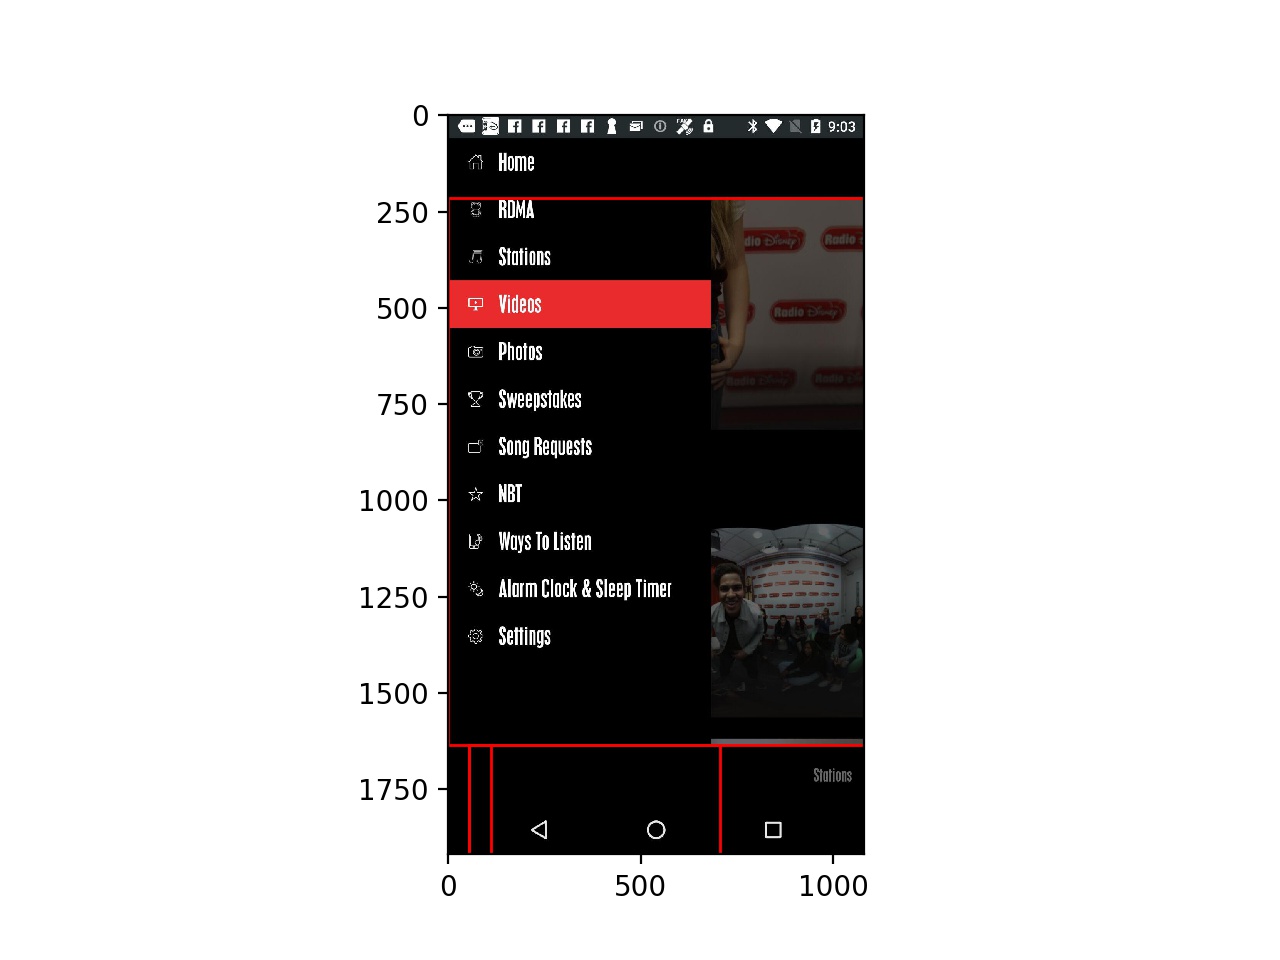 0
250
500
750
1000
1250
1500
1750
9:03
Home
RDMA
Stations
Videos
Photos
Sweepstakes
Song Requests
NBT
Ways To Listen
Alarm Clock & Sleep Timer
Settings
Radio Disney
Radio
Radio Disney
Radio Disney
Radio Disney
Stations
0
500
1000